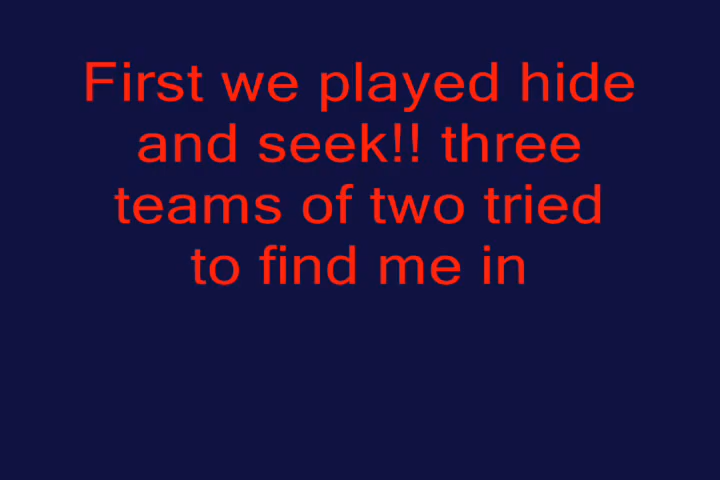 First we played hide
and seek!! three
teams of two tried
to find me in